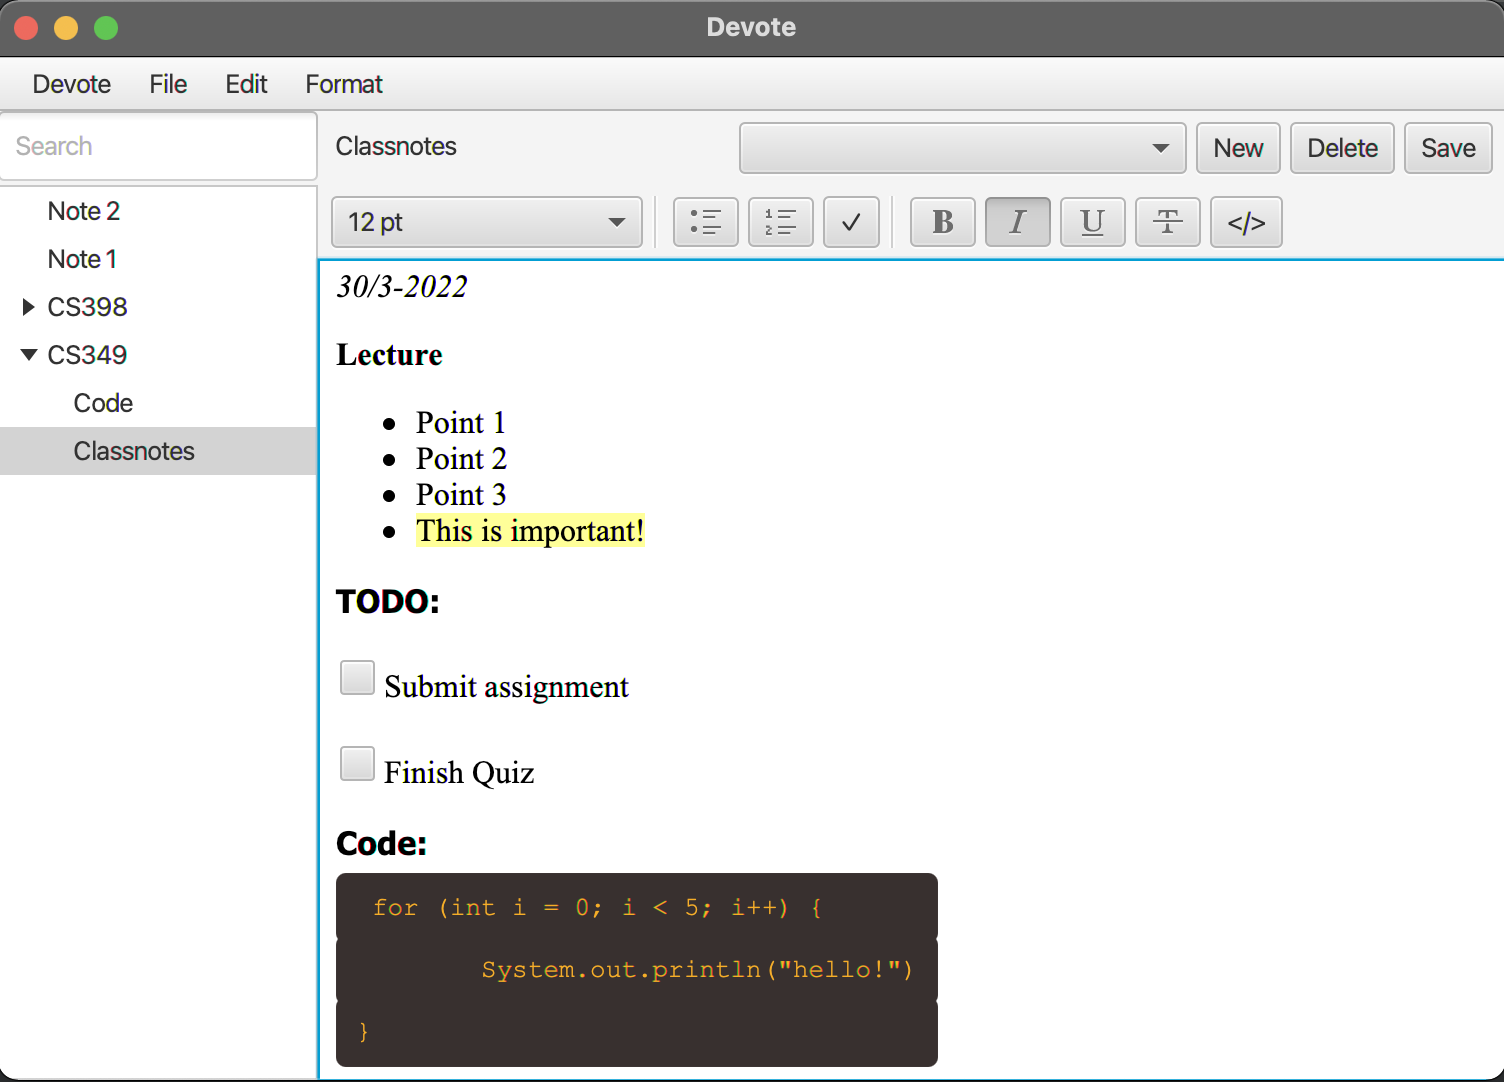 Devote
Devote File Edit Format
Search
Classnotes
New Delete Save
Note 2
Note 1
CS398
CS349
Code
Classnotes
12 pt
B I U T </>
30/3-2022
Lecture
Point 1
Point 2
Point 3
This is important!
TODO:
Submit assignment
Finish Quiz
Code:
for (int i = 0; i < 5; i++) {
System.out.println("hello!")
}